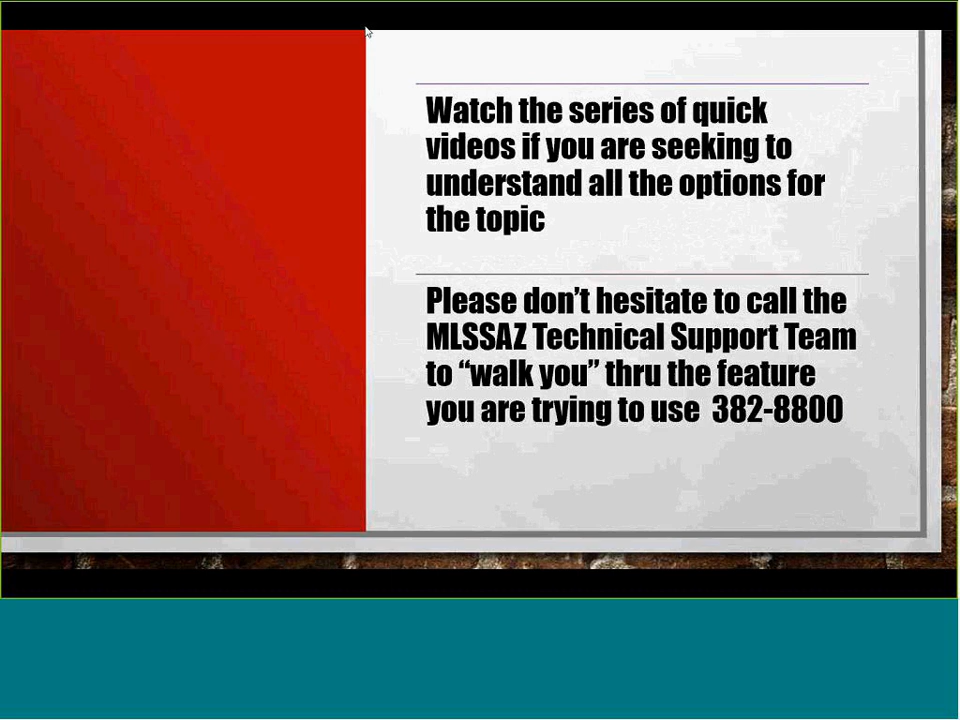 Watch the series of quick
videos if you are seeking to
understand all the options for
the topic
Please don’t hesitate to call the
MLSSAZ Technical Support Team
to “walk you” thru the feature
you are trying to use  382-8800